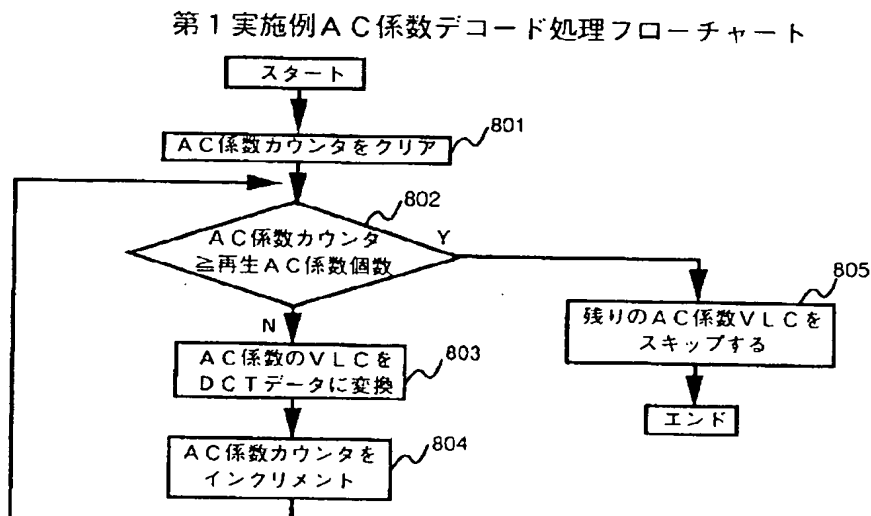 第1実施例AC係数デコード処理フローチャート
スタート
801
AC係数カウンタをクリア
802
AC係数カウンタ
≧再生AC係数個数
Y
N
803
AC係数のVLCを
DCTデータに変換
804
AC係数カウンタを
インクリメント
805
残りのAC係数VLCを
スキップする
エンド